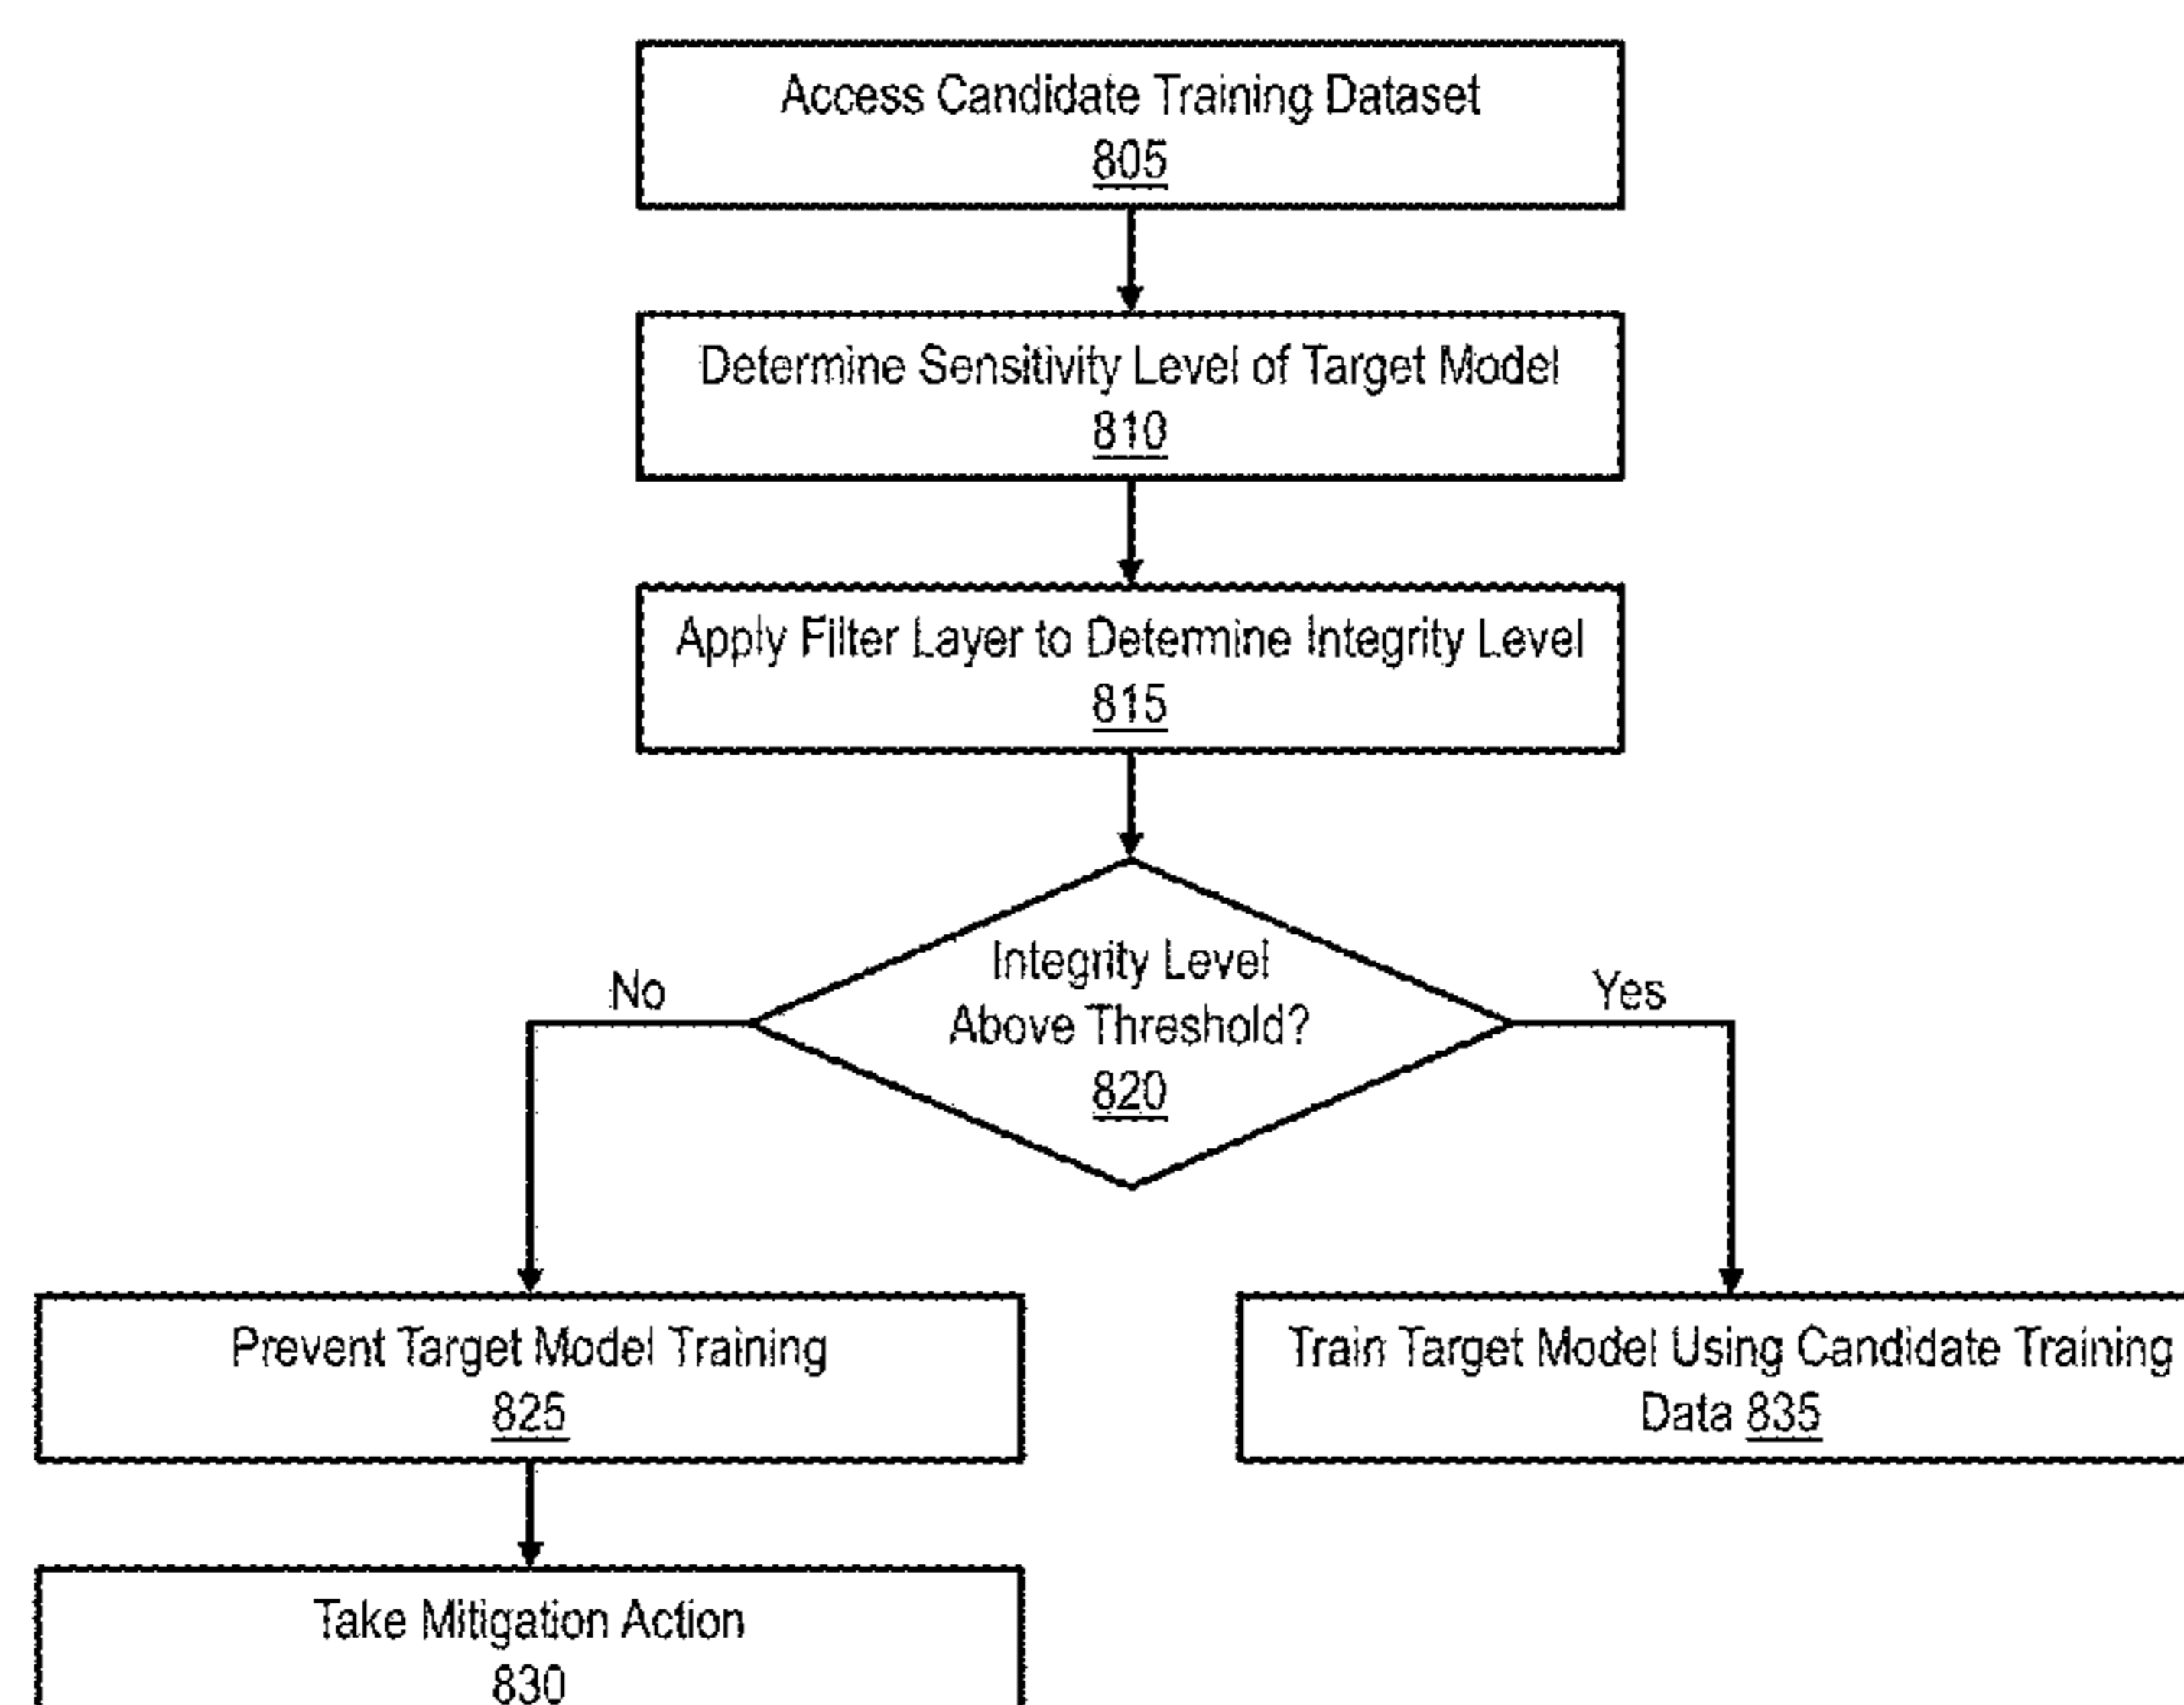 Access Candidate Training Dataset
805
Determine Sensitivity Level of Target Model
810
Apply Filter Layer to Determine Integrity Level
815
Integrity Level
Above Threshold?
820
No
Yes
Prevent Target Model Training
825
Train Target Model Using Candidate Training
Data 835
Take Mitigation Action
830